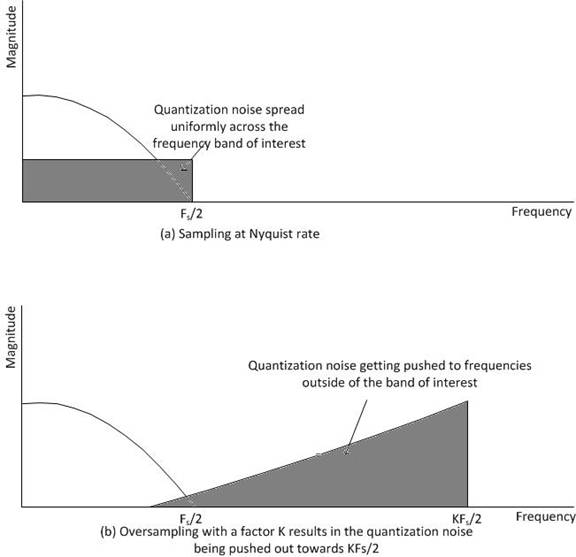 Magnitude
Quantization noise spread
uniformly across the
frequency band of interest
Fs/2
Frequency
(a) Sampling at Nyquist rate
Magnitude
Quantization noise getting pushed to frequencies
outside of the band of interest
Fs/2
KFs/2
Frequency
(b) Oversampling with a factor K results in the quantization noise
being pushed out towards KFs/2